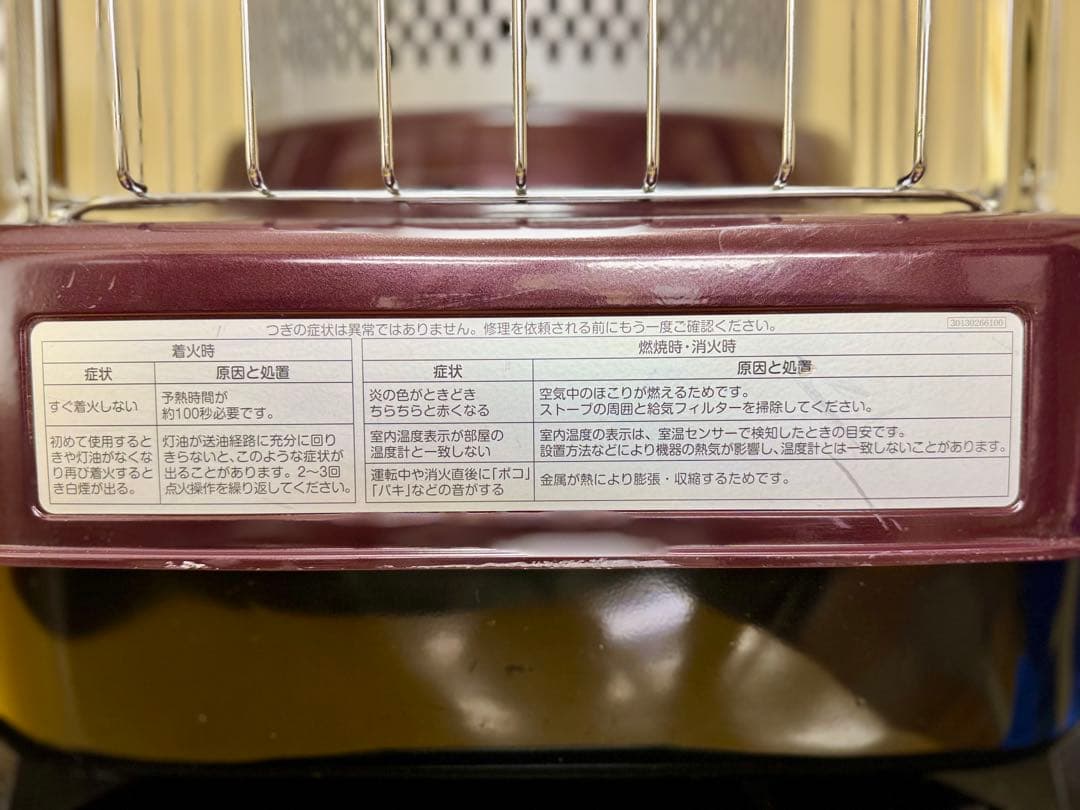 つぎの症状は異常ではありません。修理を依頼される前にもう一度ご確認ください。
30130266100
着火時
症状
原因と処置
すぐ着火しない
予熱時間が
約100秒必要です。
初めて使用すると
きや灯油がなくな
り再び着火すると
き白煙が出る。
灯油が送油経路に充分に回り
きらないと、このような症状が
出ることがあります。2〜3回
点火操作を繰り返してください。
燃焼時・消火時
症状
原因と処置
炎の色がときどき
ちらちらと赤くなる
空気中のほこりが燃えるためです。
ストーブの周囲と給気フィルターを掃除してください。
室内温度表示が部屋の
温度計と一致しない
室内温度の表示は、室温センサーで検知したときの目安です。
設置方法などにより機器の熱気が影響し、温度計とは一致しないことがあります。
運転中や消火直後に「ポコ」
「パキ」などの音がする
金属が熱により膨張・収縮するためです。